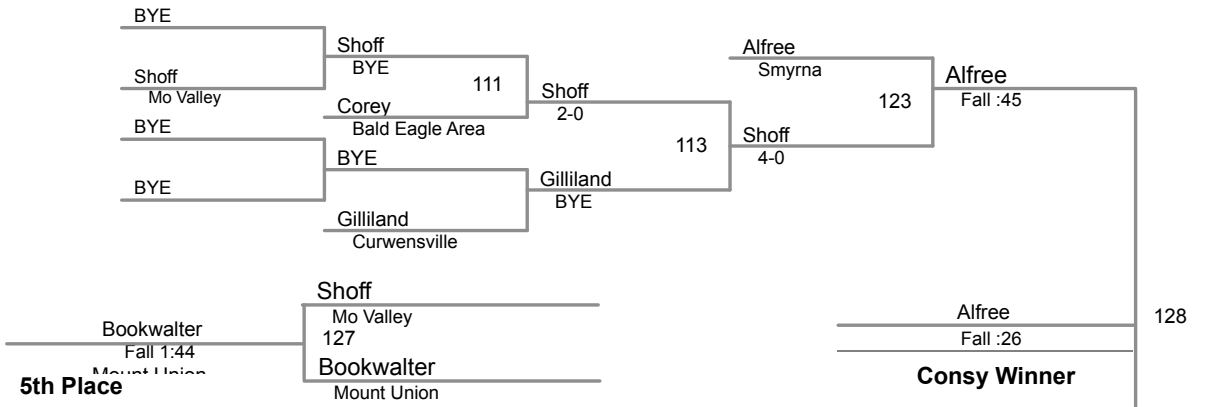 BYE
Shoff
BYE
Shoff
Mo Valley
111
Corey
Bald Eagle Area
Shoff
2-0
BYE
BYE
BYE
Gilliland
Curwensville
Gilliland
BYE
113
Alfree
Smyrna
Shoff
4-0
123
Alfree
Fall :45
Shoff
Mo Valley
127
Bookwalter
Fall 1:44
Mount Union
5th Place
Bookwalter
Mount Union
Alfree
Fall :26
Consy Winner
128